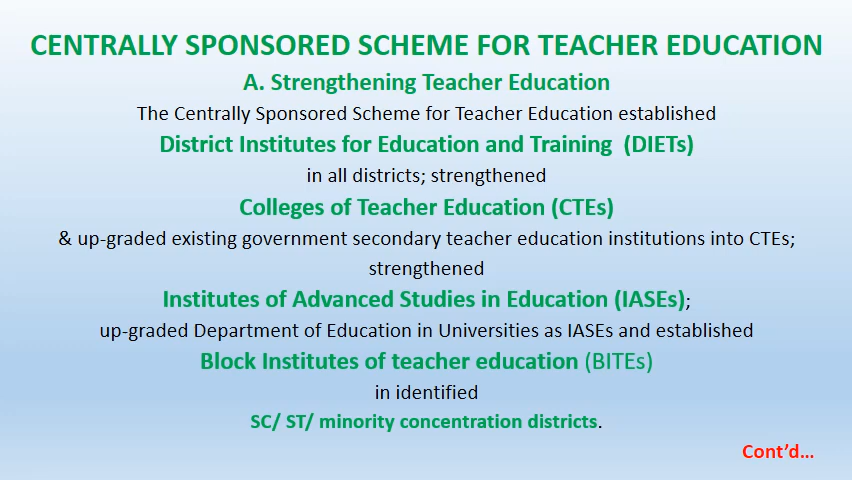 CENTRALLY SPONSORED SCHEME FOR TEACHER EDUCATION
A. Strengthening Teacher Education
The Centrally Sponsored Scheme for Teacher Education established
District Institutes for Education and Training  (DIETs)
in all districts; strengthened
Colleges of Teacher Education (CTEs)
& up-graded existing government secondary teacher education institutions into CTEs;
strengthened
Institutes of Advanced Studies in Education (IASEs);
up-graded Department of Education in Universities as IASEs and established
Block Institutes of teacher education (BITEs)
in identified
SC/ ST/ minority concentration districts.
Cont’d...